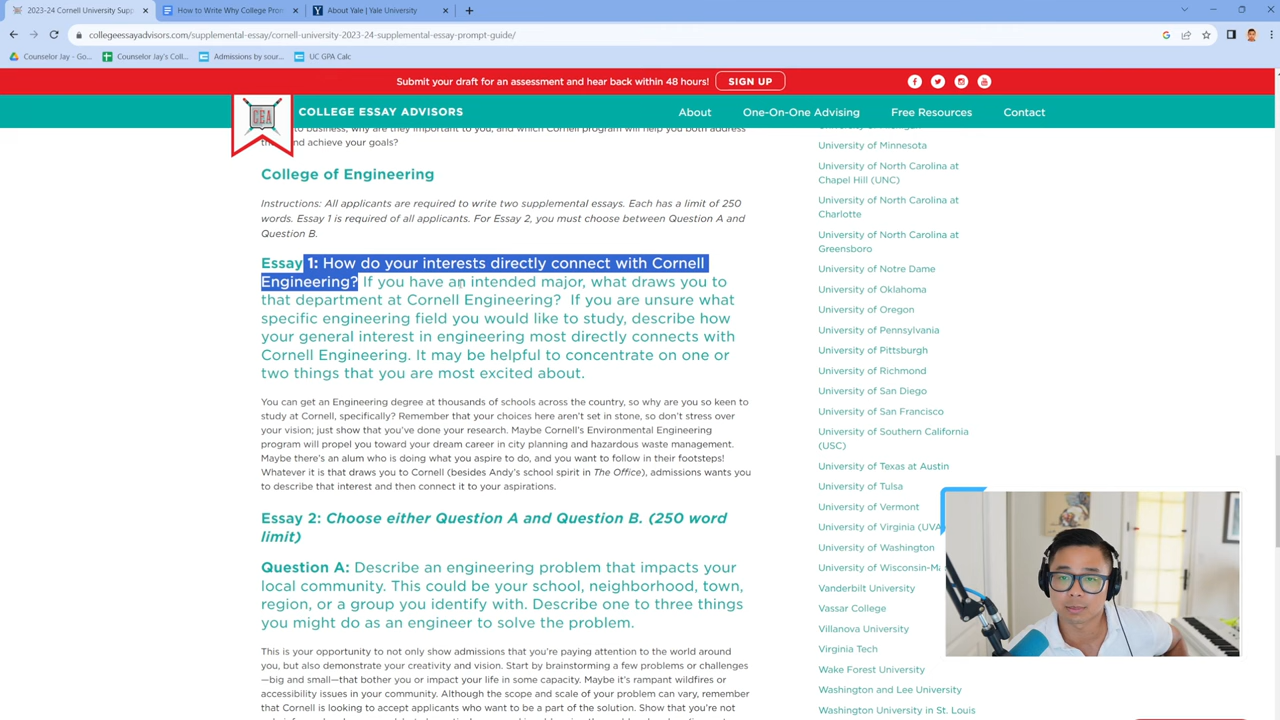 2023-24 Cornell University Supp
How to Write Why College Prom
About Yale | Yale University
collegeessayadvisors.com/supplemental-essay/cornell-university-2023-24-supplemental-essay-prompt-guide/
Counselor Jay - Go...
Counselor Jay's Coll...
Admissions by sour...
UC GPA Calc
Submit your draft for an assessment and hear back within 48 hours!
SIGN UP
CEA
COLLEGE ESSAY ADVISORS
About
One-On-One Advising
Free Resources
Contact
to business, why are they important to you, and which Cornell program will help you both address
nd achieve your goals?
College of Engineering
Instructions: All applicants are required to write two supplemental essays. Each has a limit of 250
words. Essay 1 is required of all applicants. For Essay 2, you must choose between Question A and
Question B.
Essay 1: How do your interests directly connect with Cornell
Engineering? If you have an intended major, what draws you to
that department at Cornell Engineering? If you are unsure what
specific engineering field you would like to study, describe how
your general interest in engineering most directly connects with
Cornell Engineering. It may be helpful to concentrate on one or
two things that you are most excited about.
You can get an Engineering degree at thousands of schools across the country, so why are you so keen to
study at Cornell, specifically? Remember that your choices here aren't set in stone, so don't stress over
your vision; just show that you've done your research. Maybe Cornell's Environmental Engineering
program will propel you toward your dream career in city planning and hazardous waste management.
Maybe there's an alum who is doing what you aspire to do, and you want to follow in their footsteps!
Whatever it is that draws you to Cornell (besides Andy's school spirit in The Office), admissions wants you
to describe that interest and then connect it to your aspirations.
Essay 2: Choose either Question A and Question B. (250 word
limit)
Question A: Describe an engineering problem that impacts your
local community. This could be your school, neighborhood, town,
region, or a group you identify with. Describe one to three things
you might do as an engineer to solve the problem.
This is your opportunity to not only show admissions that you're paying attention to the world around
you, but also demonstrate your creativity and vision. Start by brainstorming a few problems or challenges
—big and small—that bother you or impact your life in some capacity. Maybe it's rampant wildfires or
accessibility issues in your community. Although the scope and scale of your problem can vary, remember
that Cornell is looking to accept applicants who want to be a part of the solution. Show that you're not
University of Minnesota
University of North Carolina at
Chapel Hill (UNC)
University of North Carolina at
Charlotte
University of North Carolina at
Greensboro
University of Notre Dame
University of Oklahoma
University of Oregon
University of Pennsylvania
University of Pittsburgh
University of Richmond
University of San Diego
University of San Francisco
University of Southern California
(USC)
University of Texas at Austin
University of Tulsa
University of Vermont
University of Virginia (UVA
University of Washington
University of Wisconsin-Ma
Vanderbilt University
Vassar College
Villanova University
Virginia Tech
Wake Forest University
Washington and Lee University
Washington University in St. Louis